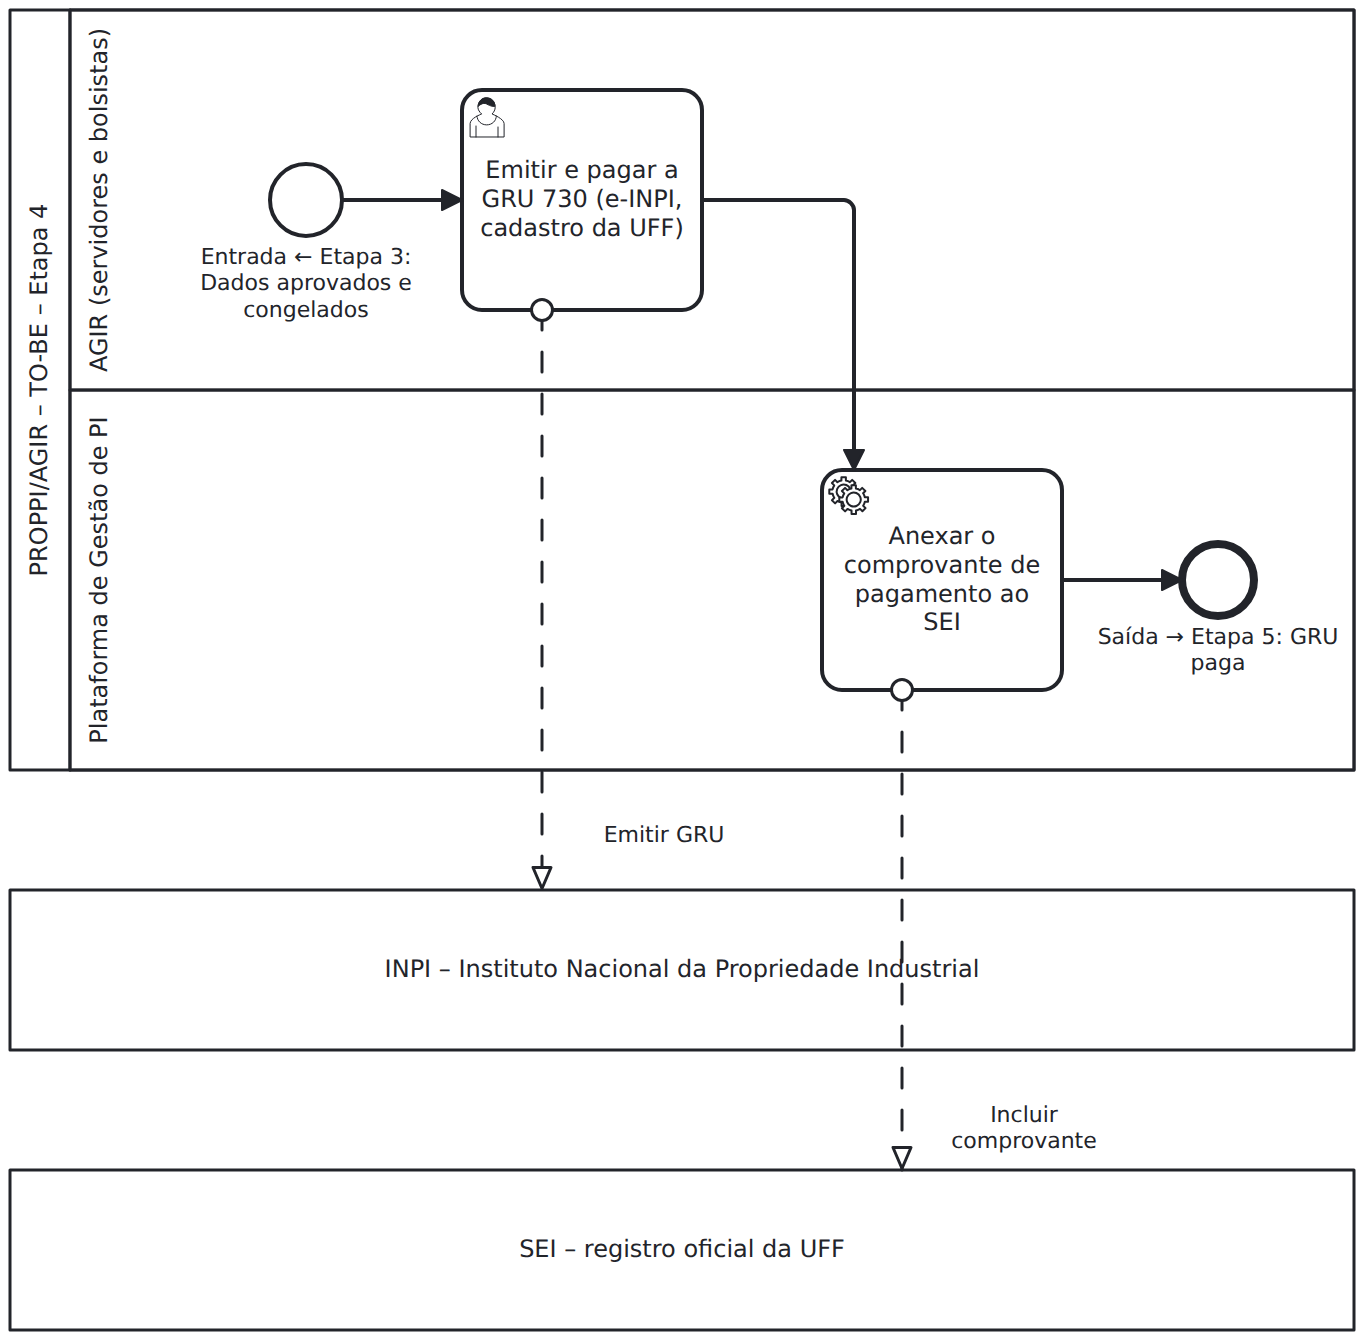 PROPPI/AGIR – TO-BE – Etapa 4
AGIR (servidores e bolsistas)
Emitir e pagar a
GRU 730 (e-INPI,
cadastro da UFF)
Entrada ← Etapa 3:
Dados aprovados e
congelados
Plataforma de Gestão de PI
Anexar o
comprovante de
pagamento ao
SEI
Saída → Etapa 5: GRU
paga
Emitir GRU
INPI – Instituto Nacional da Propriedade Industrial
Incluir
comprovante
SEI – registro oficial da UFF